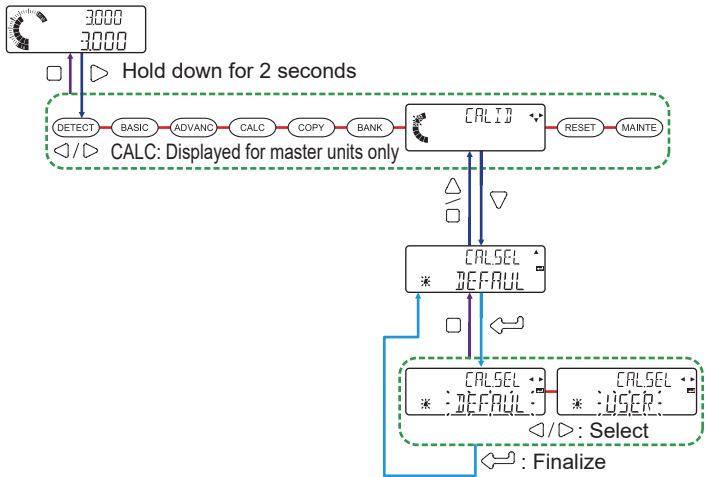 3.000
-3.000
Hold down for 2 seconds
DETECT BASIC ADVANC CALC COPY BANK CALIB RESET MAINTE
CALC: Displayed for master units only
CALSEL
DEFAUL
CALSEL CALSEL
DEFAUL USER
: Select
: Finalize